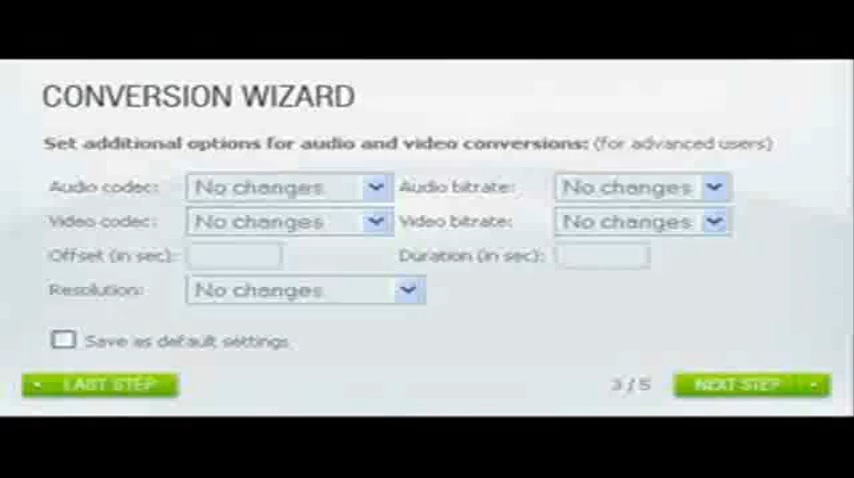 CONVERSION WIZARD
Set additional options for audio and video conversions: (for advanced users)
Audio codec: No changes Audio bitrate: No changes
Video codec: No changes Video bitrate: No changes
Offset (in sec): Duration (in sec):
Resolution: No changes
Save as default settings
LAST STEP 3 / 5 NEXT STEP